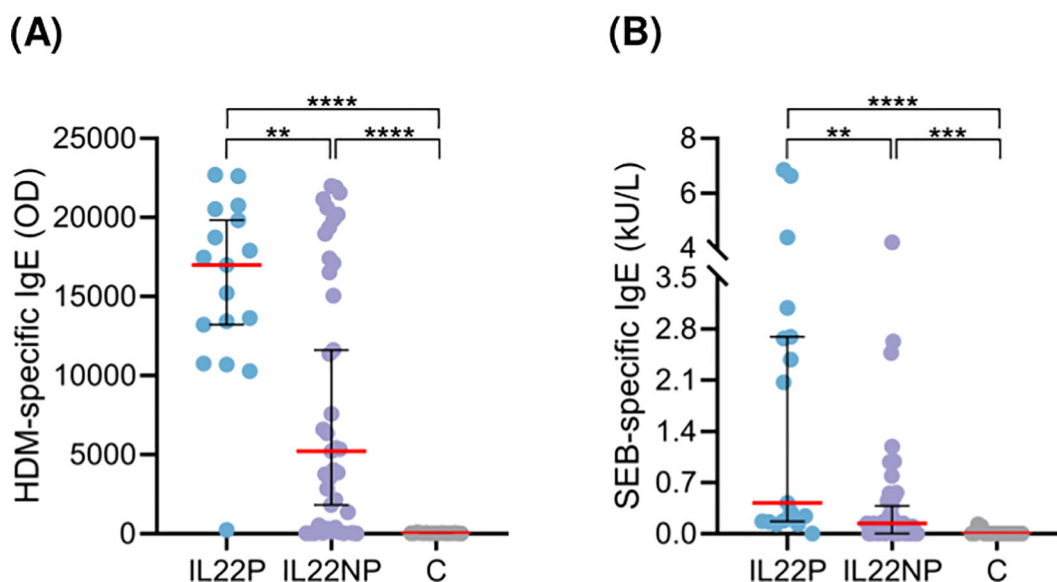 (A)
(B)
****
**
****
25000
20000
15000
10000
5000
0
HDM-specific IgE (OD)
IL22P
IL22NP
C
****
**
***
8
6
4
3.5
2.8
2.1
1.4
0.7
0.0
SEB-specific IgE (kU/L)
IL22P
IL22NP
C